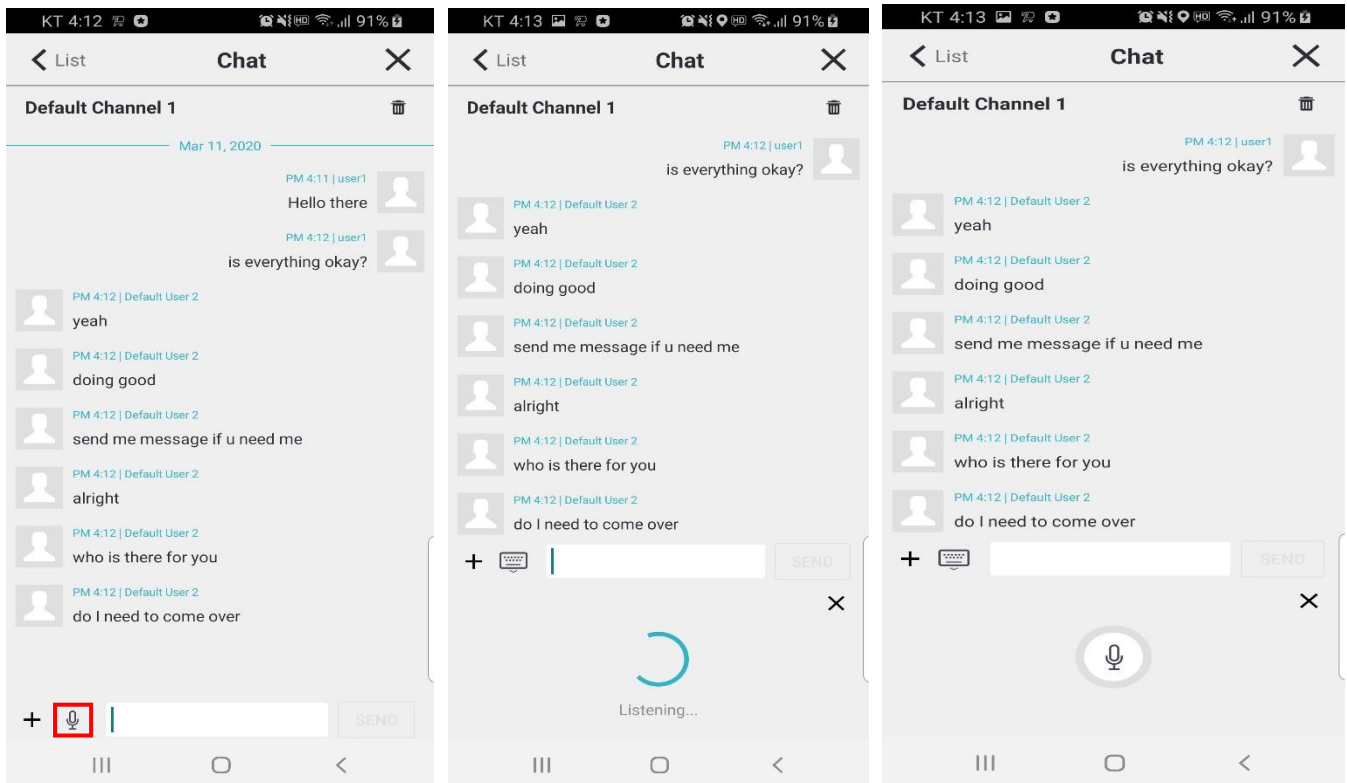 KT 4:12 HD 91%
List Chat
Default Channel 1
Mar 11, 2020
PM 4:11 | user1
Hello there
PM 4:12 | user1
is everything okay?
PM 4:12 | Default User 2
yeah
PM 4:12 | Default User 2
doing good
PM 4:12 | Default User 2
send me message if u need me
PM 4:12 | Default User 2
alright
PM 4:12 | Default User 2
who is there for you
PM 4:12 | Default User 2
do I need to come over
SEND
KT 4:13 HD 91%
List Chat
Default Channel 1
PM 4:12 | user1
is everything okay?
PM 4:12 | Default User 2
yeah
PM 4:12 | Default User 2
doing good
PM 4:12 | Default User 2
send me message if u need me
PM 4:12 | Default User 2
alright
PM 4:12 | Default User 2
who is there for you
PM 4:12 | Default User 2
do I need to come over
SEND
Listening...
KT 4:13 HD 91%
List Chat
Default Channel 1
PM 4:12 | user1
is everything okay?
PM 4:12 | Default User 2
yeah
PM 4:12 | Default User 2
doing good
PM 4:12 | Default User 2
send me message if u need me
PM 4:12 | Default User 2
alright
PM 4:12 | Default User 2
who is there for you
PM 4:12 | Default User 2
do I need to come over
SEND